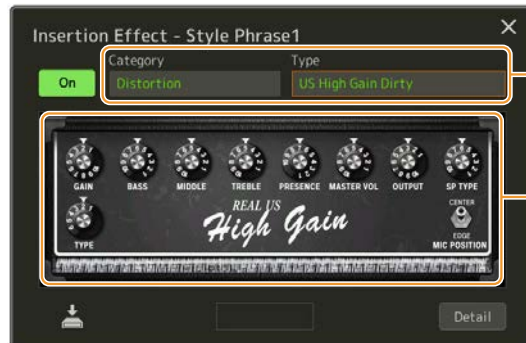 Insertion Effect - Style Phrase1
Category
Type
On
Distortion
US High Gain Dirty
GAIN BASS MIDDLE TREBLE PRESENCE MASTER VOL OUTPUT SP TYPE
TYPE
REAL US
High Gain
CENTER
EDGE
MIC POSITION
Detail